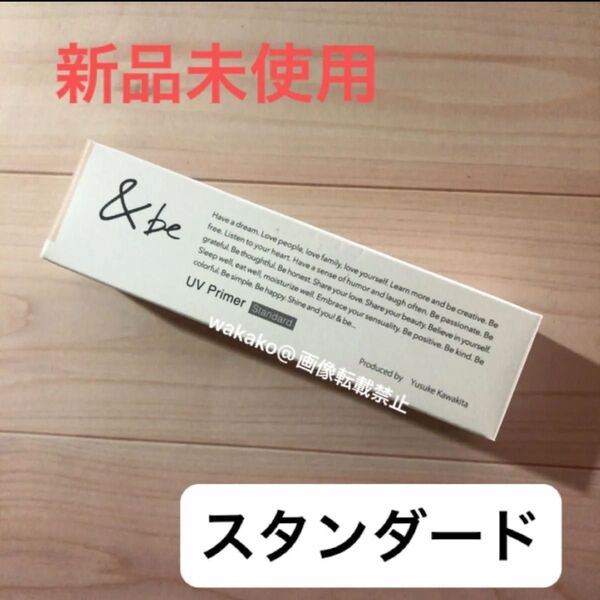 新品未使用
&be
Have a dream. Love people, love family, love yourself. Learn more and be creative. Be
free. Listen to your heart. Have a sense of humor and laugh often. Be passionate. Be
grateful. Be thoughtful. Be honest. Share your love. Share your beauty. Believe in yourself.
Sleep well, eat well, moisturize well. Embrace your sensuality. Be positive. Be kind. Be
colorful. Be simple. Be happy. Shine and you! & be...
UV Primer Standard
Produced by Yusuke Kawakita
wakako@画像転載禁止
スタンダード